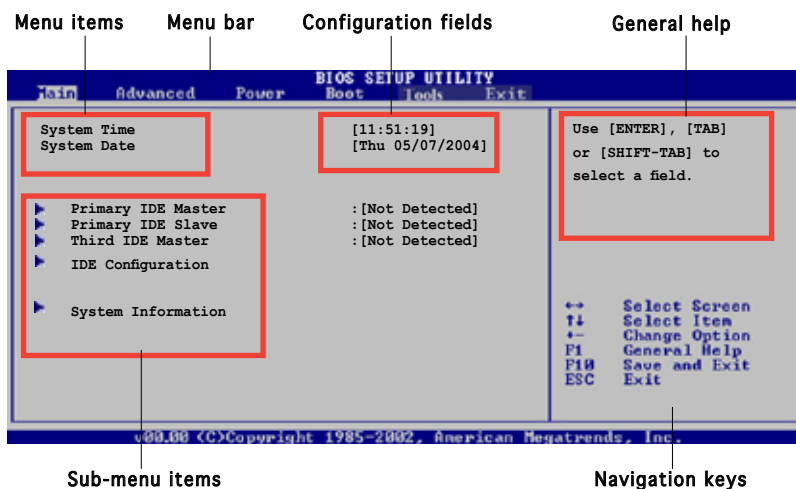 Menu items Menu bar Configuration fields General help
BIOS SETUP UTILITY
Main Advanced Power Boot Tools Exit
System Time [11:51:19]
System Date [Thu 05/07/2004]
Use [ENTER], [TAB]
or [SHIFT-TAB] to
select a field.
Primary IDE Master :[Not Detected]
Primary IDE Slave :[Not Detected]
Third IDE Master :[Not Detected]
IDE Configuration
System Information
↔ Select Screen
↑↓ Select Item
+- Change Option
F1 General Help
F10 Save and Exit
ESC Exit
v00.00 (C)Copyright 1985-2002, American Megatrends, Inc.
Sub-menu items Navigation keys